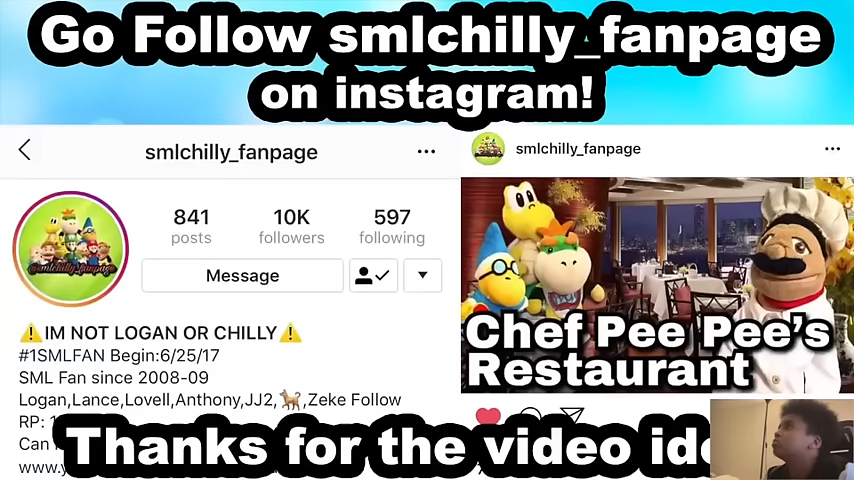 Go Follow smlchilly_fanpage
on instagram!
smlchilly_fanpage
smlchilly_fanpage
841
posts
10K
followers
597
following
@smlchilly_fanpage
Message
⚠️IM NOT LOGAN OR CHILLY⚠️
#1SMLFAN Begin:6/25/17
SML Fan since 2008-09
Logan,Lance,Lovell,Anthony,JJ2,🐕,Zeke Follow
RP:
Chef Pee Pee's
Restaurant
Thanks for the video